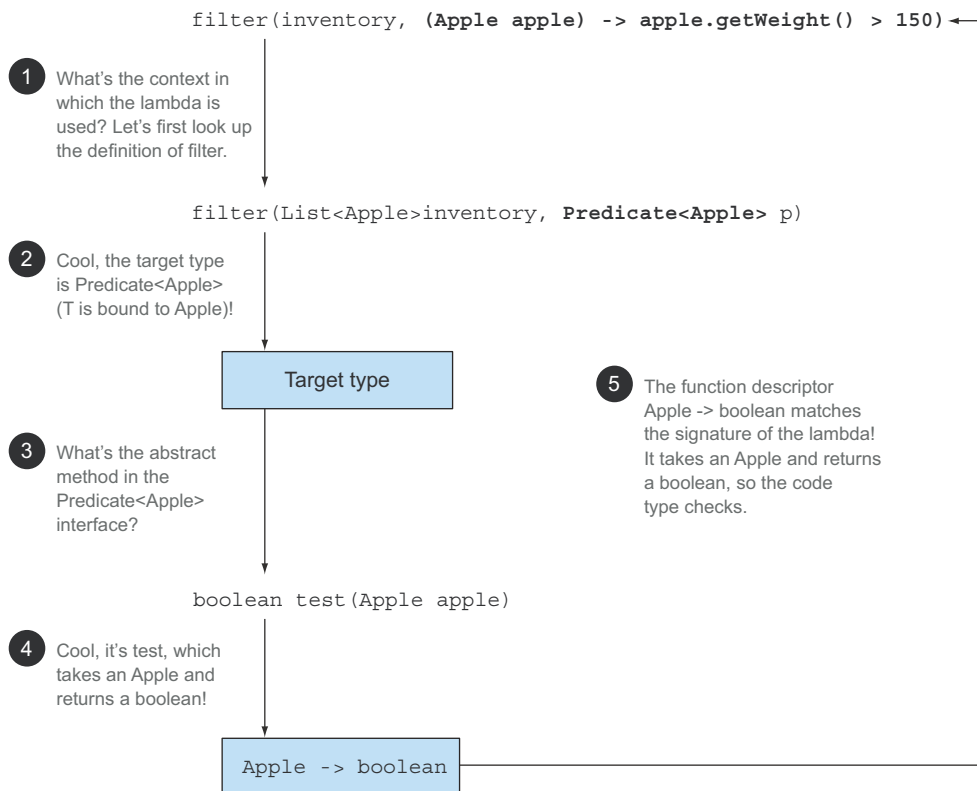 filter(inventory, (Apple apple) -> apple.getWeight() > 150)
1
What's the context in
which the lambda is
used? Let's first look up
the definition of filter.
filter(List<Apple>inventory, Predicate<Apple> p)
2
Cool, the target type
is Predicate<Apple>
(T is bound to Apple)!
Target type
3
What's the abstract
method in the
Predicate<Apple>
interface?
boolean test(Apple apple)
4
Cool, it's test, which
takes an Apple and
returns a boolean!
Apple -> boolean
5
The function descriptor
Apple -> boolean matches
the signature of the lambda!
It takes an Apple and returns
a boolean, so the code
type checks.